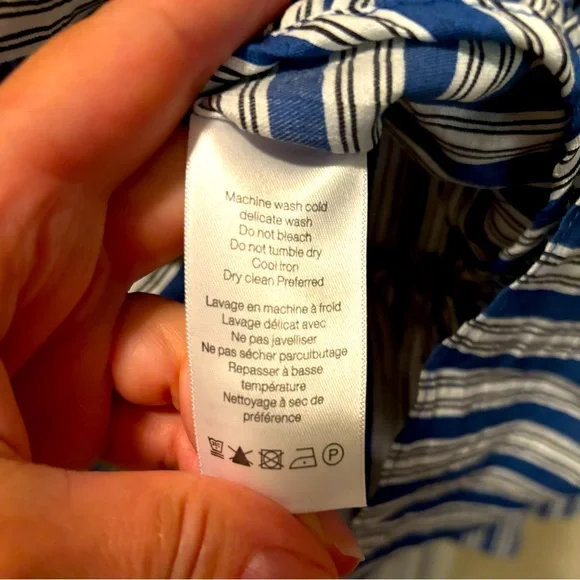 Machine wash cold
delicate wash
Do not bleach
Do not tumble dry
Cool iron
Dry clean Preferred
Lavage en machine à froid
Lavage délicat avec
Ne pas javelliser
Ne pas sécher parculbutage
Repasser à basse
température
Nettoyage à sec de
préférence
P